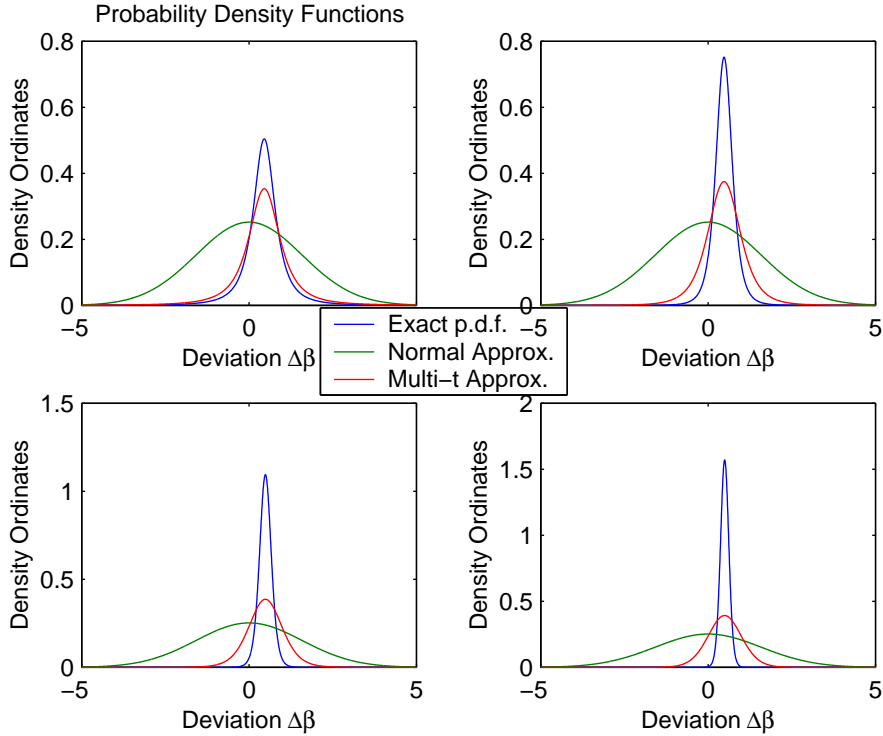 Probability Density Functions
0.8
0.6
0.4
0.2
0
Density Ordinates
−5
0
5
Deviation Δβ
0.8
0.6
0.4
0.2
0
Density Ordinates
−5
0
5
Deviation Δβ
Exact p.d.f.
Normal Approx.
Multi−t Approx.
1.5
1
0.5
0
Density Ordinates
−5
0
5
Deviation Δβ
2
1.5
1
0.5
0
Density Ordinates
−5
0
5
Deviation Δβ